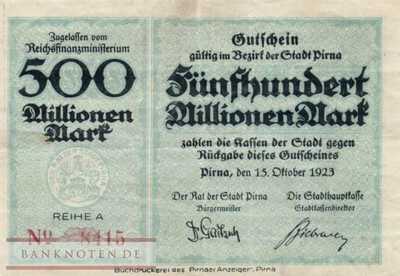 Zugelassen vom
Reichsfinanzministerium
500
Millionen
Mark
REIHE A
No 8415
Gutschein
gültig im Bezirk der Stadt Pirna
Fünfhundert
Millionen Mark
zahlen die Kassen der Stadt gegen
Rückgabe dieses Gutscheines
Pirna, den 15. Oktober 1923
Der Rat der Stadt Pirna
Bürgermeister
Die Stadthauptkasse
Stadtkassendirektor
BANKNOTEN.DE
Buchdruckerei des Pirnaer Anzeiger, Pirna